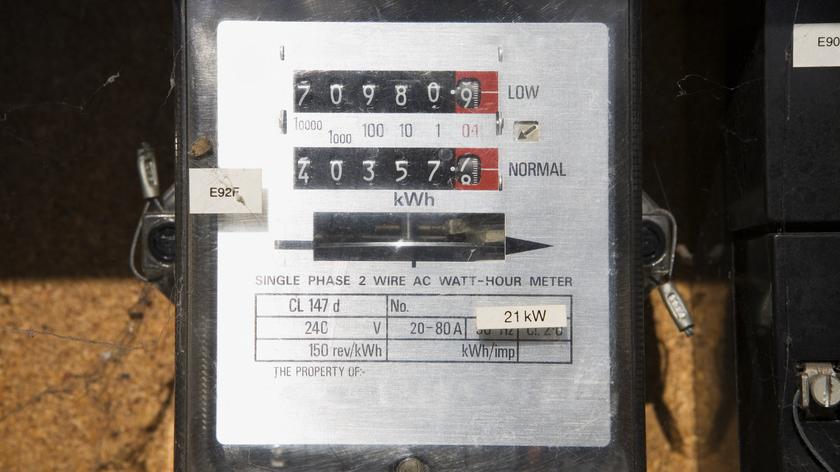 E90
7 0 9 8 0 9 LOW
10000 1000 100 10 1
4 0 3 5 7 7 8 NORMAL
E92F
kWh
SINGLE PHASE 2 WIRE AC WATT-HOUR METER
CL 147 d No.
21 kW
240 V 20-80 A
150 rev/kWh kWh/imp
THE PROPERTY OF:-